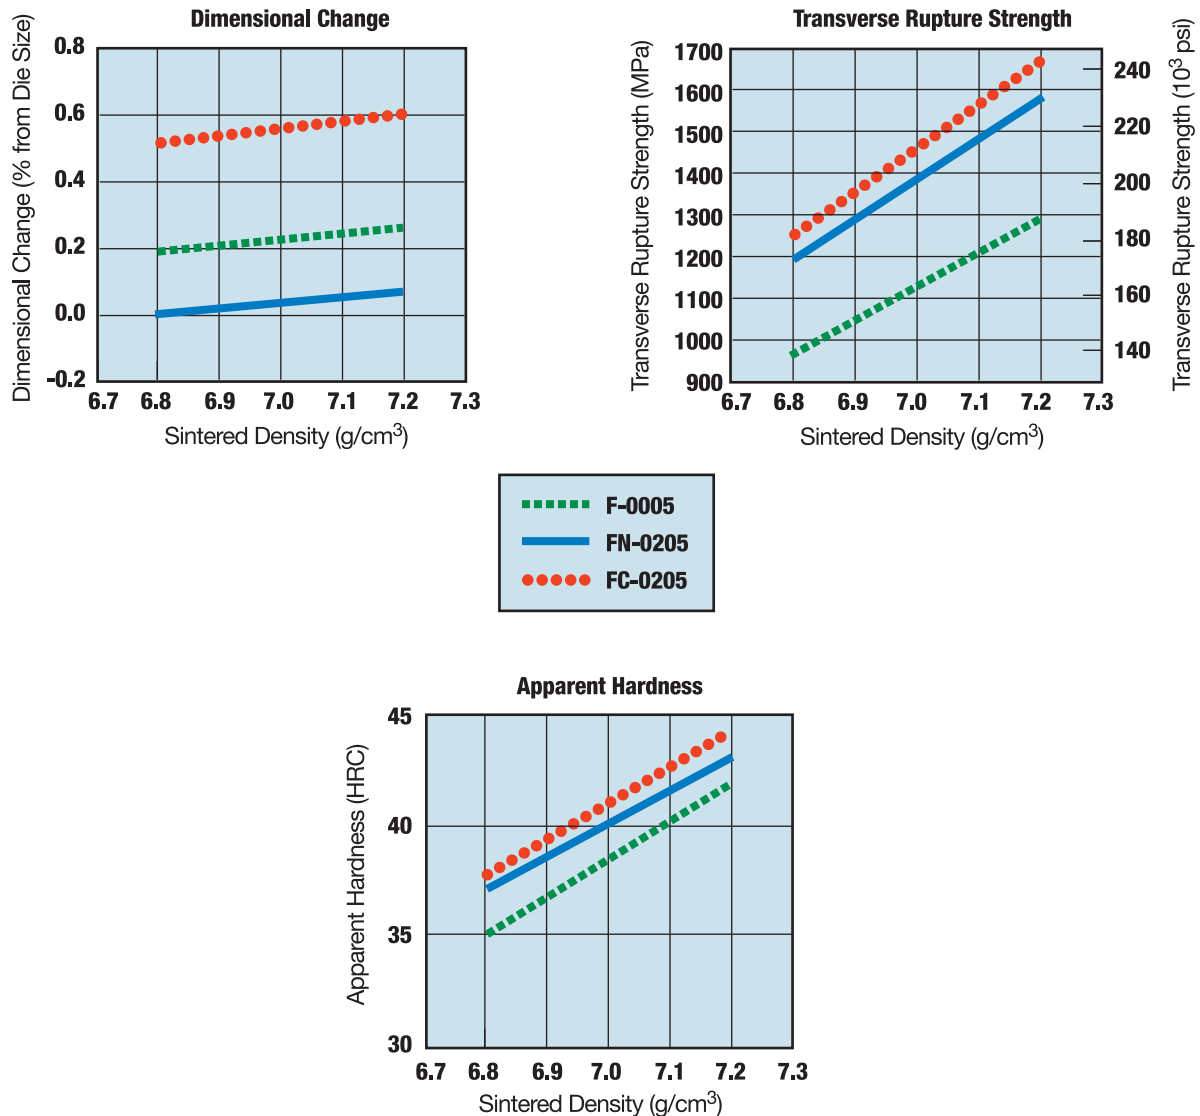 Dimensional Change
Dimensional Change (% from Die Size)
0.8
0.6
0.4
0.2
0.0
-0.2
6.7 6.8 6.9 7.0 7.1 7.2 7.3
Sintered Density (g/cm³)
Transverse Rupture Strength
Transverse Rupture Strength (MPa)
1700
1600
1500
1400
1300
1200
1100
1000
900
240
220
200
180
160
140
Transverse Rupture Strength (10³ psi)
6.7 6.8 6.9 7.0 7.1 7.2 7.3
Sintered Density (g/cm³)
F-0005
FN-0205
FC-0205
Apparent Hardness
Apparent Hardness (HRC)
45
40
35
30
6.7 6.8 6.9 7.0 7.1 7.2 7.3
Sintered Density (g/cm³)